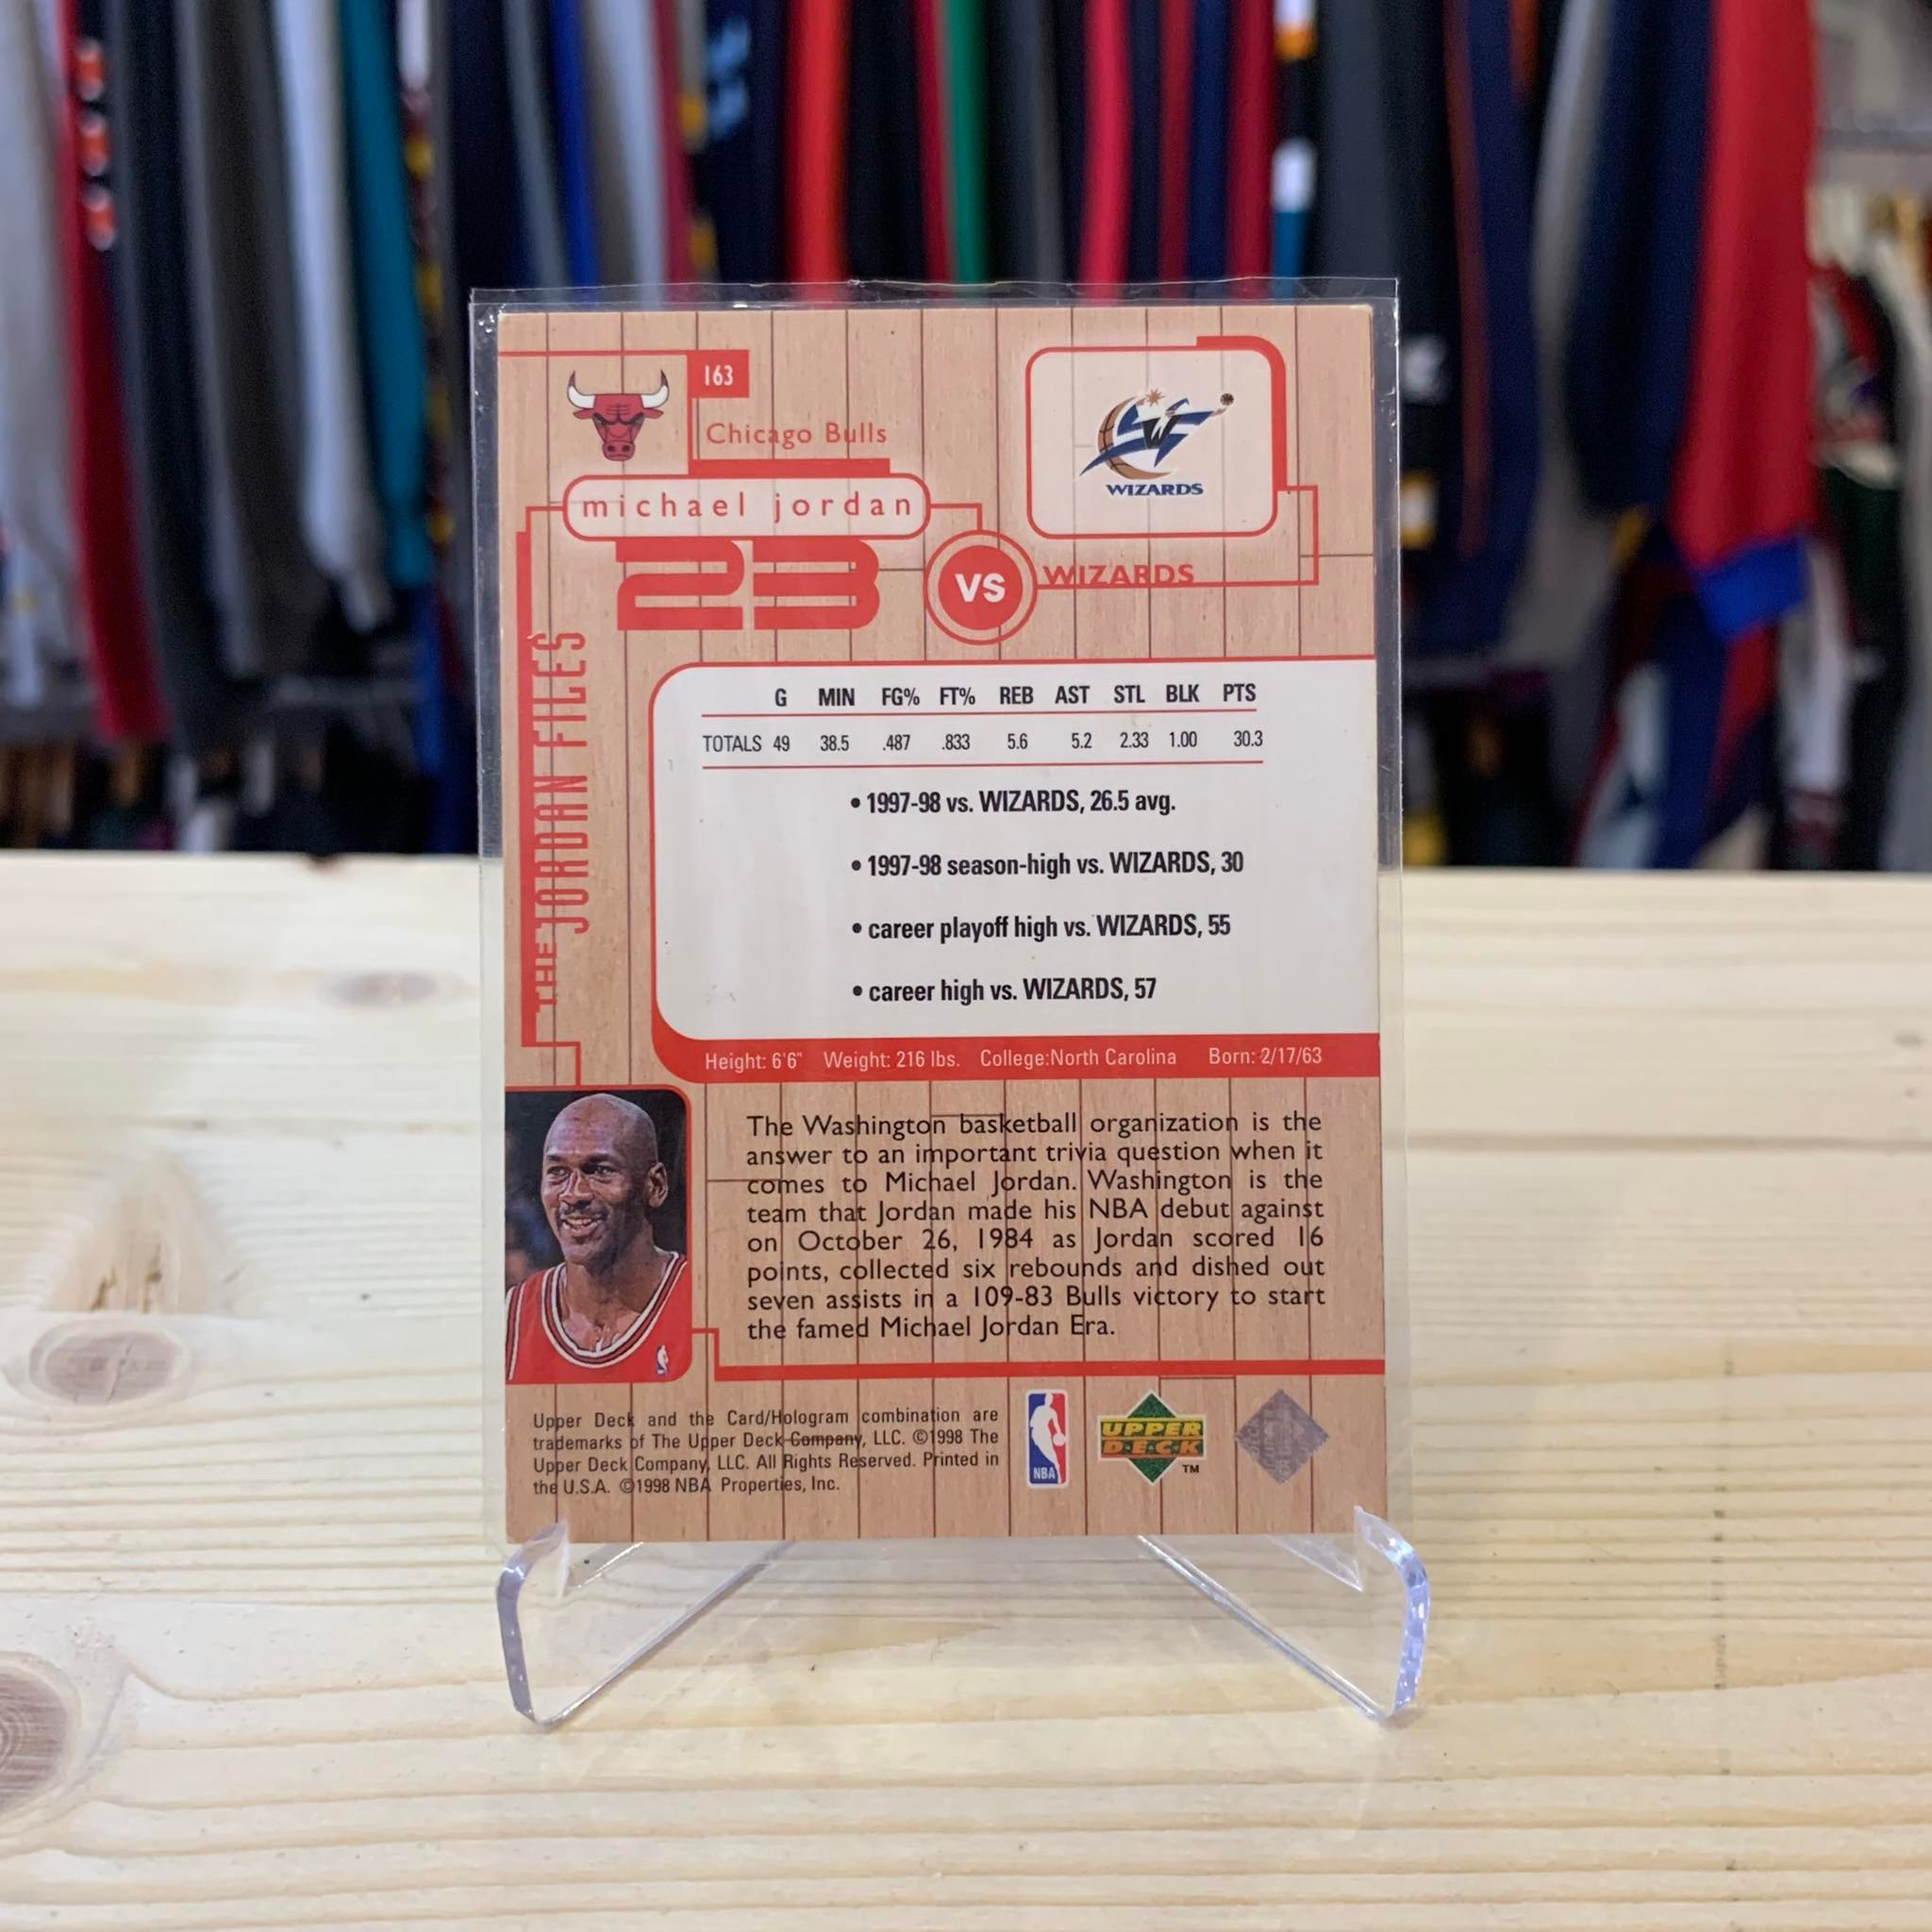 163
Chicago Bulls
michael jordan
23
VS
WIZARDS
WIZARDS
THE JORDAN FILES
G MIN FG% FT% REB AST STL BLK PTS
TOTALS 49 38.5 .487 .833 5.6 5.2 2.33 1.00 30.3
• 1997-98 vs. WIZARDS, 26.5 avg.
• 1997-98 season-high vs. WIZARDS, 30
• career playoff high vs. WIZARDS, 55
• career high vs. WIZARDS, 57
Height: 6'6" Weight: 216 lbs. College:North Carolina Born: 2/17/63
The Washington basketball organization is the
answer to an important trivia question when it
comes to Michael Jordan. Washington is the
team that Jordan made his NBA debut against
on October 26, 1984 as Jordan scored 16
points, collected six rebounds and dished out
seven assists in a 109-83 Bulls victory to start
the famed Michael Jordan Era.
Upper Deck and the Card/Hologram combination are
trademarks of The Upper Deck Company, LLC. ©1998 The
Upper Deck Company, LLC. All Rights Reserved. Printed in
the U.S.A. ©1998 NBA Properties, Inc.
NBA
UPPER
DECK
TM